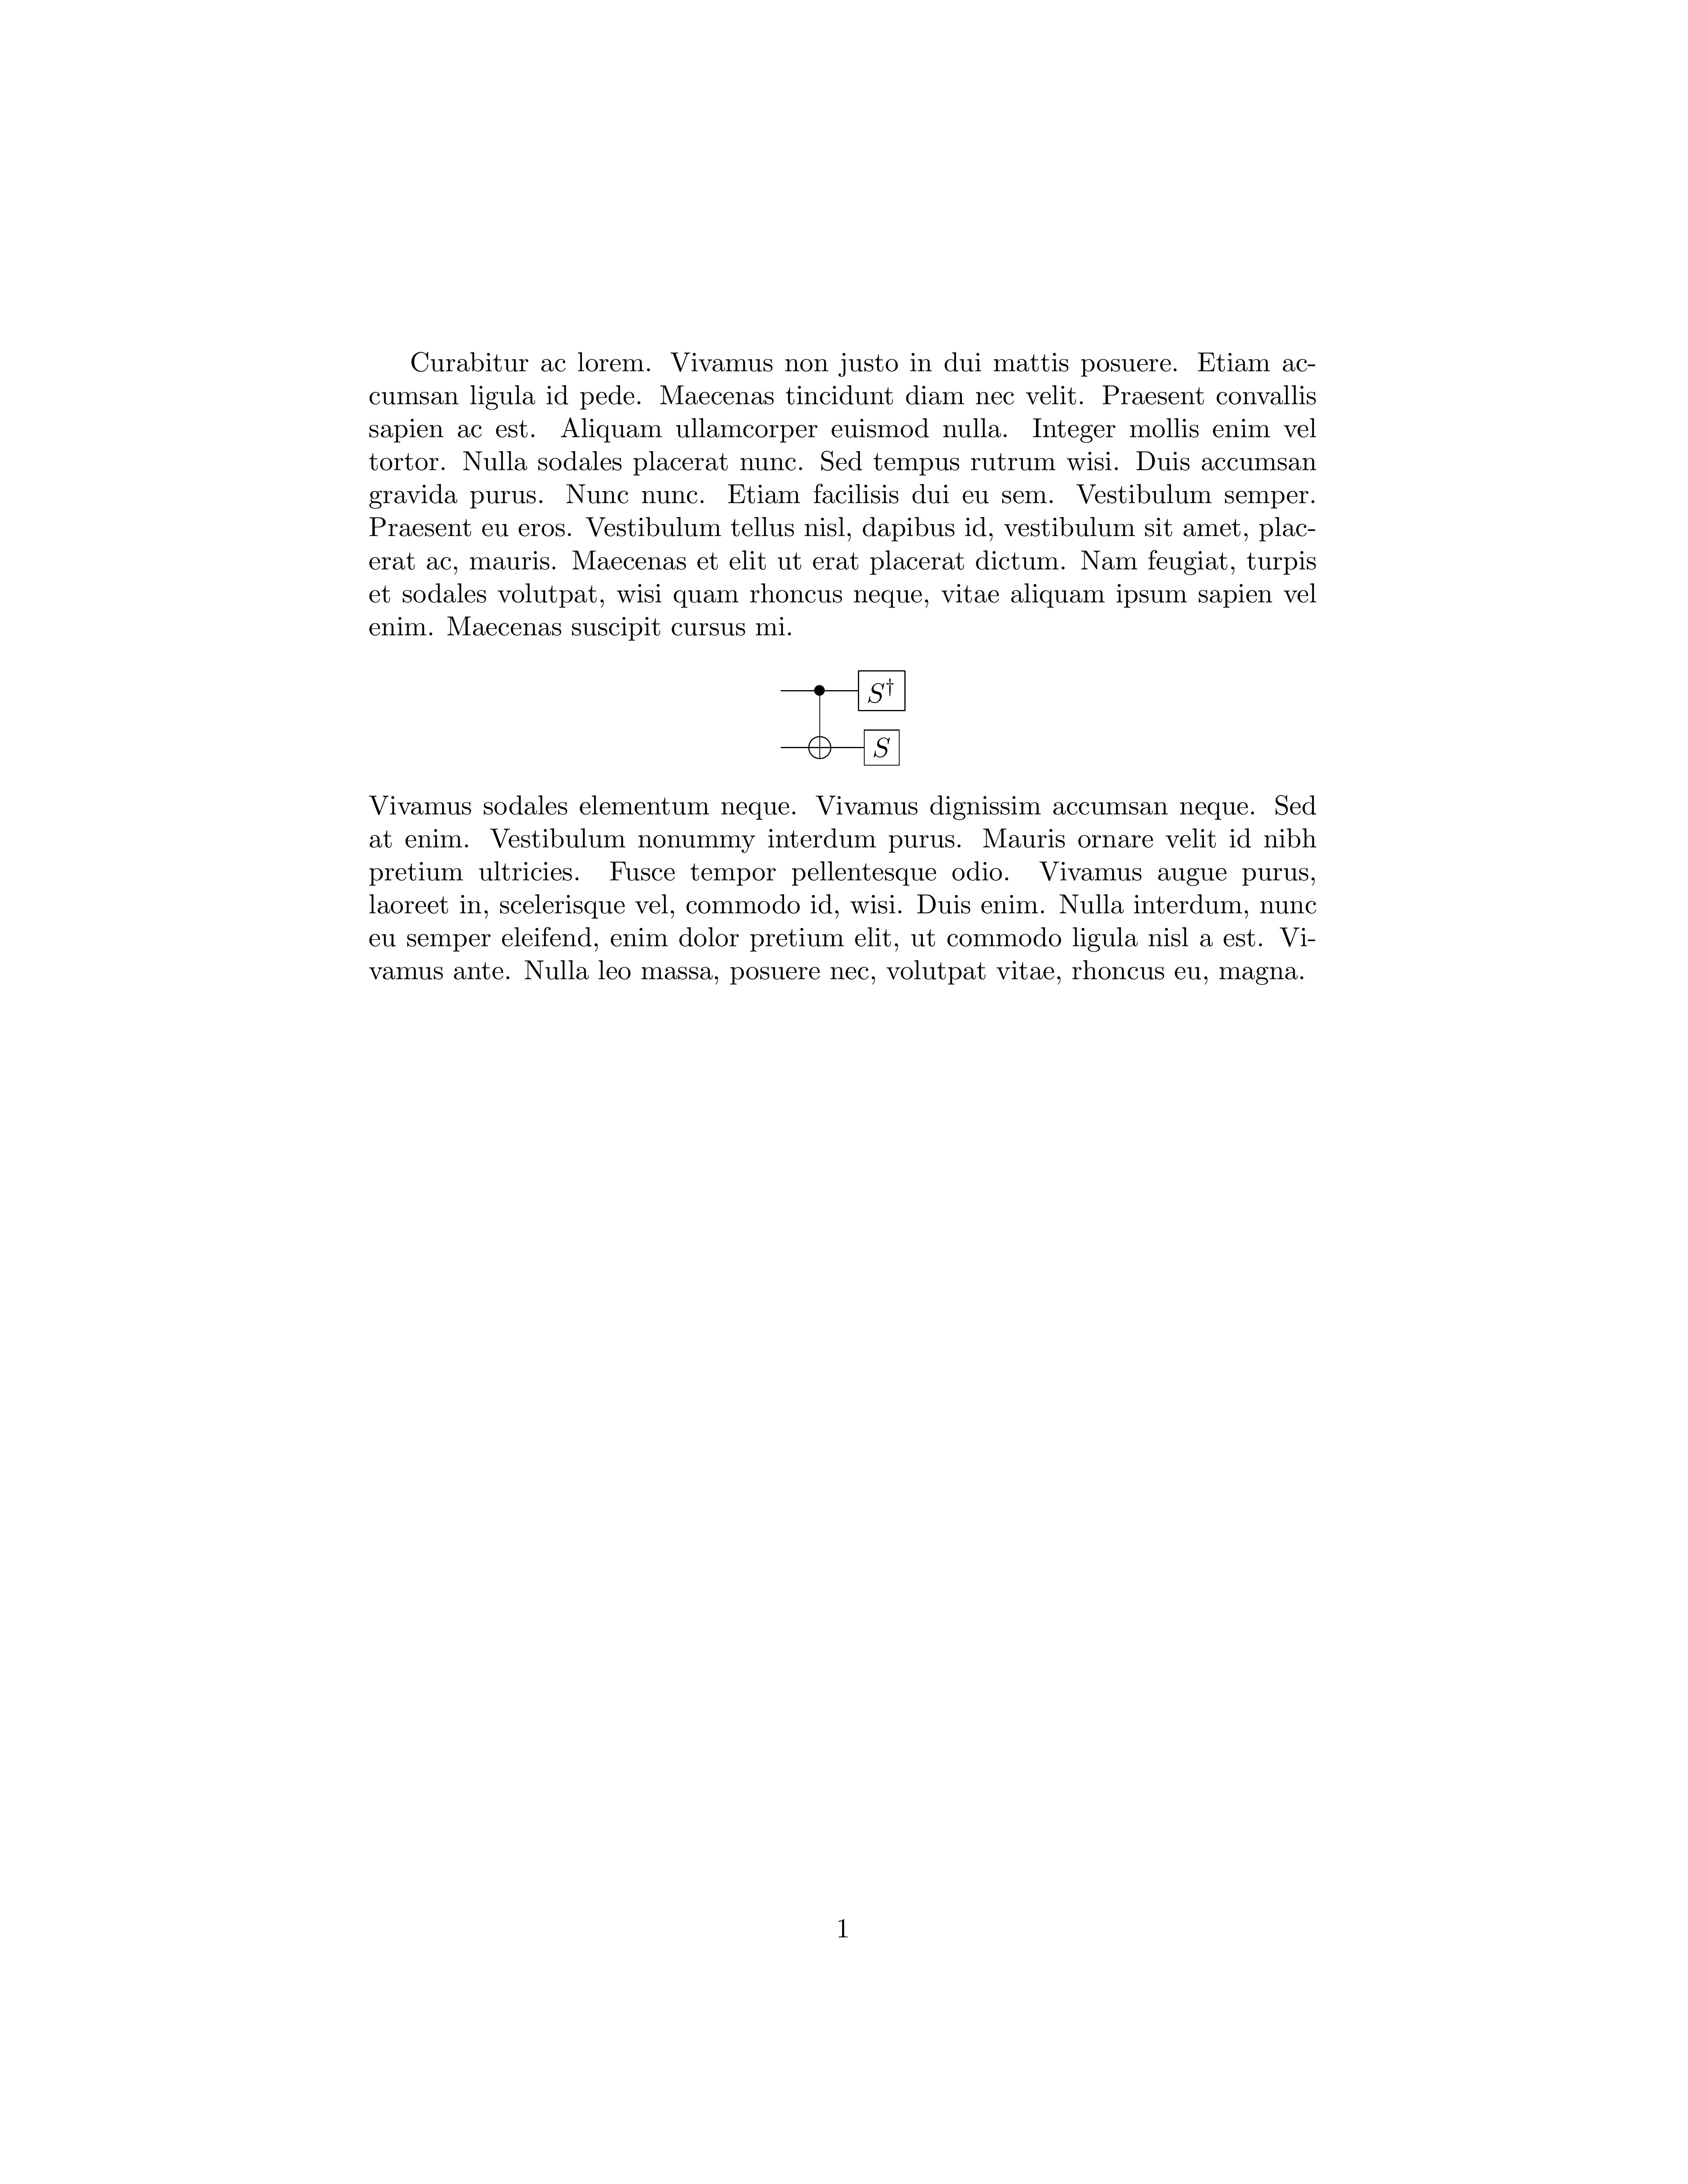 Curabitur ac lorem. Vivamus non justo in dui mattis posuere. Etiam ac-
cumsan ligula id pede. Maecenas tincidunt diam nec velit. Praesent convallis
sapien ac est. Aliquam ullamcorper euismod nulla. Integer mollis enim vel
tortor. Nulla sodales placerat nunc. Sed tempus rutrum wisi. Duis accumsan
gravida purus. Nunc nunc. Etiam facilisis dui eu sem. Vestibulum semper.
Praesent eu eros. Vestibulum tellus nisl, dapibus id, vestibulum sit amet, plac-
erat ac, mauris. Maecenas et elit ut erat placerat dictum. Nam feugiat, turpis
et sodales volutpat, wisi quam rhoncus neque, vitae aliquam ipsum sapien vel
enim. Maecenas suscipit cursus mi.
S†
S
Vivamus sodales elementum neque. Vivamus dignissim accumsan neque. Sed
at enim. Vestibulum nonummy interdum purus. Mauris ornare velit id nibh
pretium ultricies. Fusce tempor pellentesque odio. Vivamus augue purus,
laoreet in, scelerisque vel, commodo id, wisi. Duis enim. Nulla interdum, nunc
eu semper eleifend, enim dolor pretium elit, ut commodo ligula nisl a est. Vi-
vamus ante. Nulla leo massa, posuere nec, volutpat vitae, rhoncus eu, magna.
1